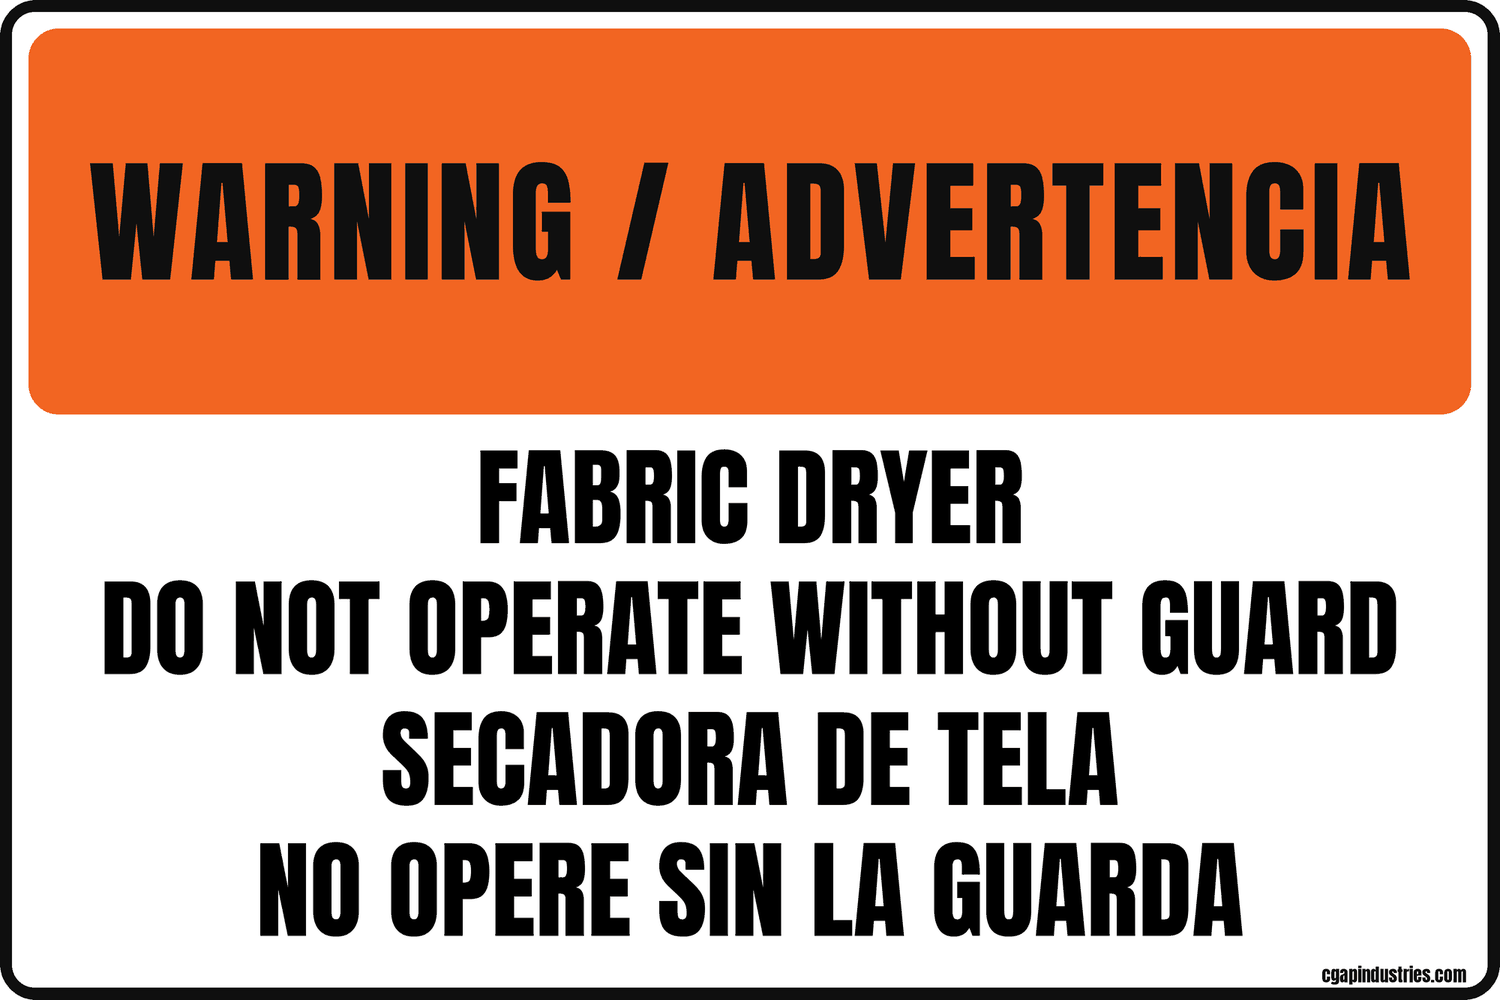 WARNING / ADVERTENCIA
FABRIC DRYER
DO NOT OPERATE WITHOUT GUARD
SECADORA DE TELA
NO OPERE SIN LA GUARDA
cgapindustries.com